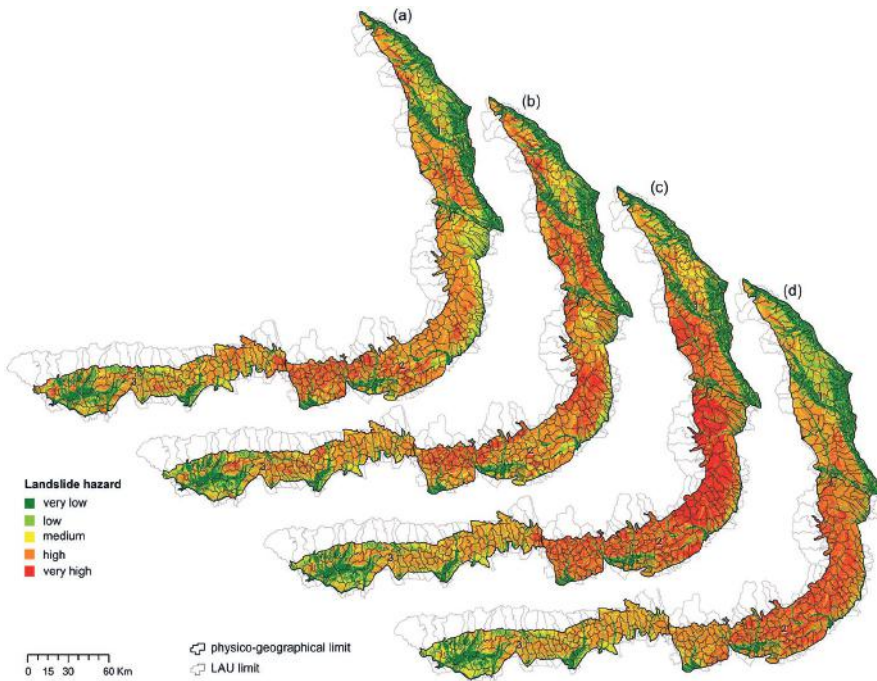 (a)
(b)
(c)
(d)
Landslide hazard
very low
low
medium
high
very high
physico-geographical limit
LAU limit
0 15 30 60 Km